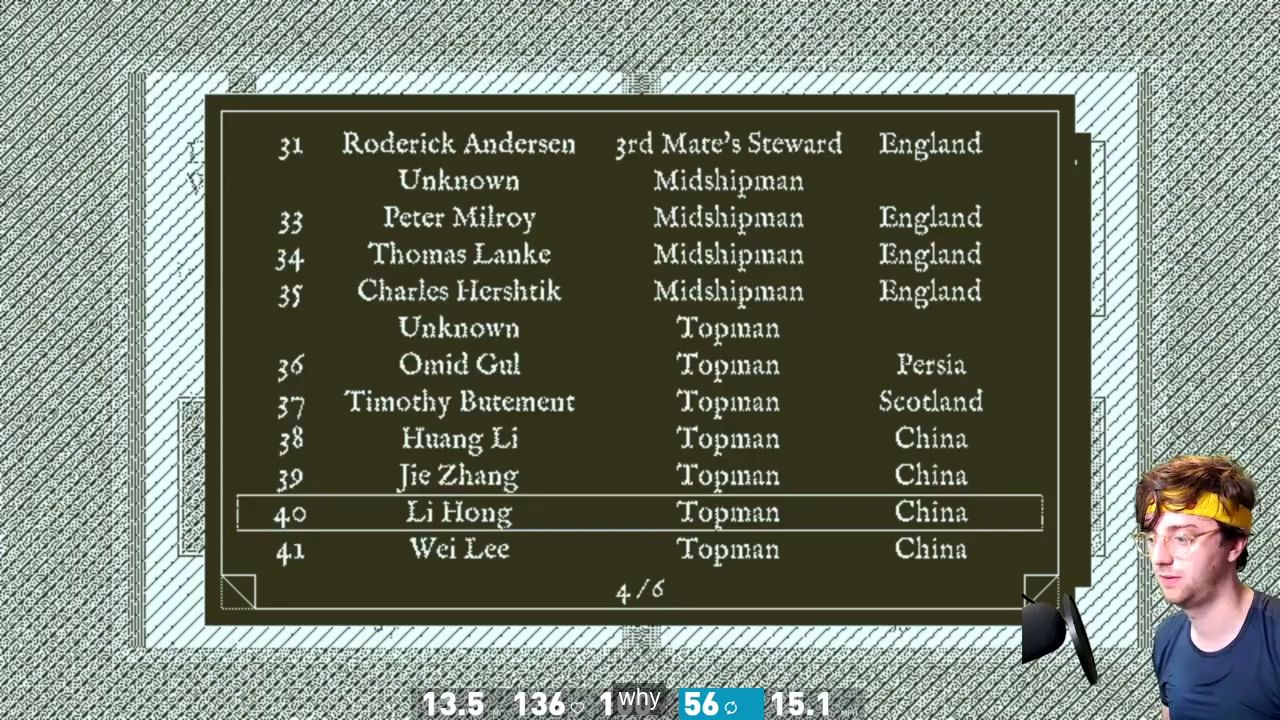 31 Roderick Andersen 3rd Mate's Steward England
Unknown Midshipman
33 Peter Milroy Midshipman England
34 Thomas Lanke Midshipman England
35 Charles Hershtik Midshipman England
Unknown Topman
36 Omid Gul Topman Persia
37 Timothy Butement Topman Scotland
38 Huang Li Topman China
39 Jie Zhang Topman China
40 Li Hong Topman China
41 Wei Lee Topman China
4/6
13.5 136 why 56 15.1